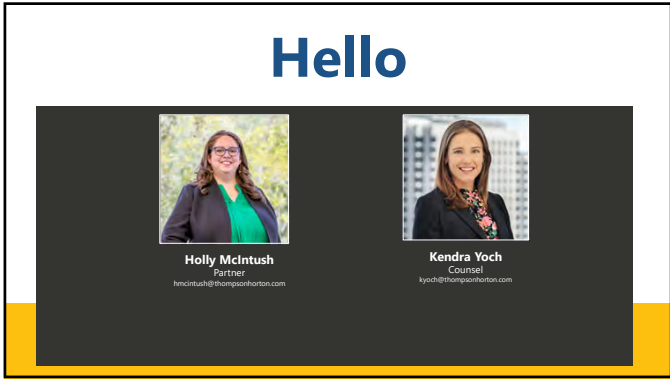 Hello
Holly McIntush
Partner
hmcintush@thompsonhorton.com
Kendra Yoch
Counsel
kyoch@thompsonhorton.com